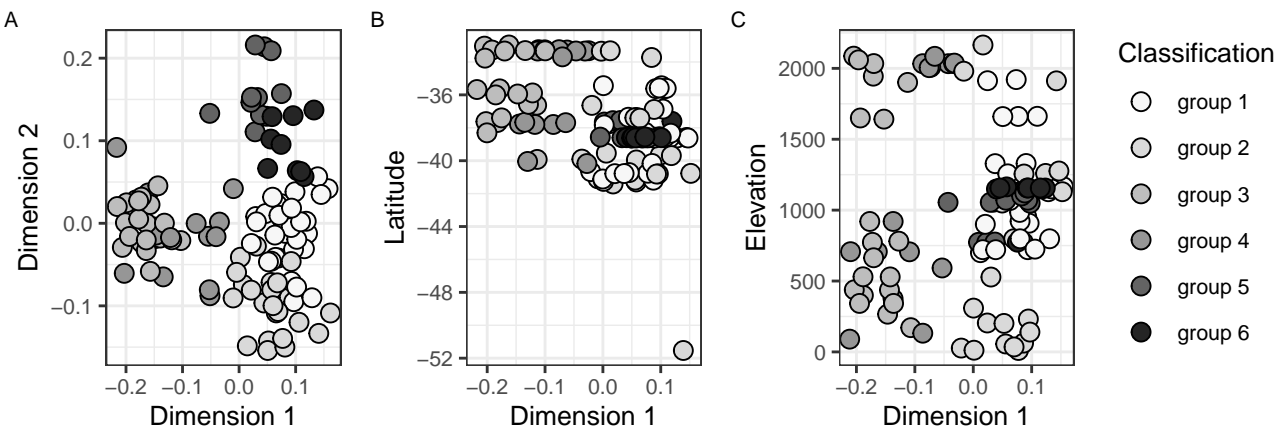 A
Dimension 2
0.2
0.1
0.0
−0.1
−0.2
−0.1
0.0
0.1
Dimension 1
B
Latitude
−36
−40
−44
−48
−52
−0.2
−0.1
0.0
0.1
Dimension 1
C
Elevation
2000
1500
1000
500
0
−0.2
−0.1
0.0
0.1
Dimension 1
Classification
group 1
group 2
group 3
group 4
group 5
group 6